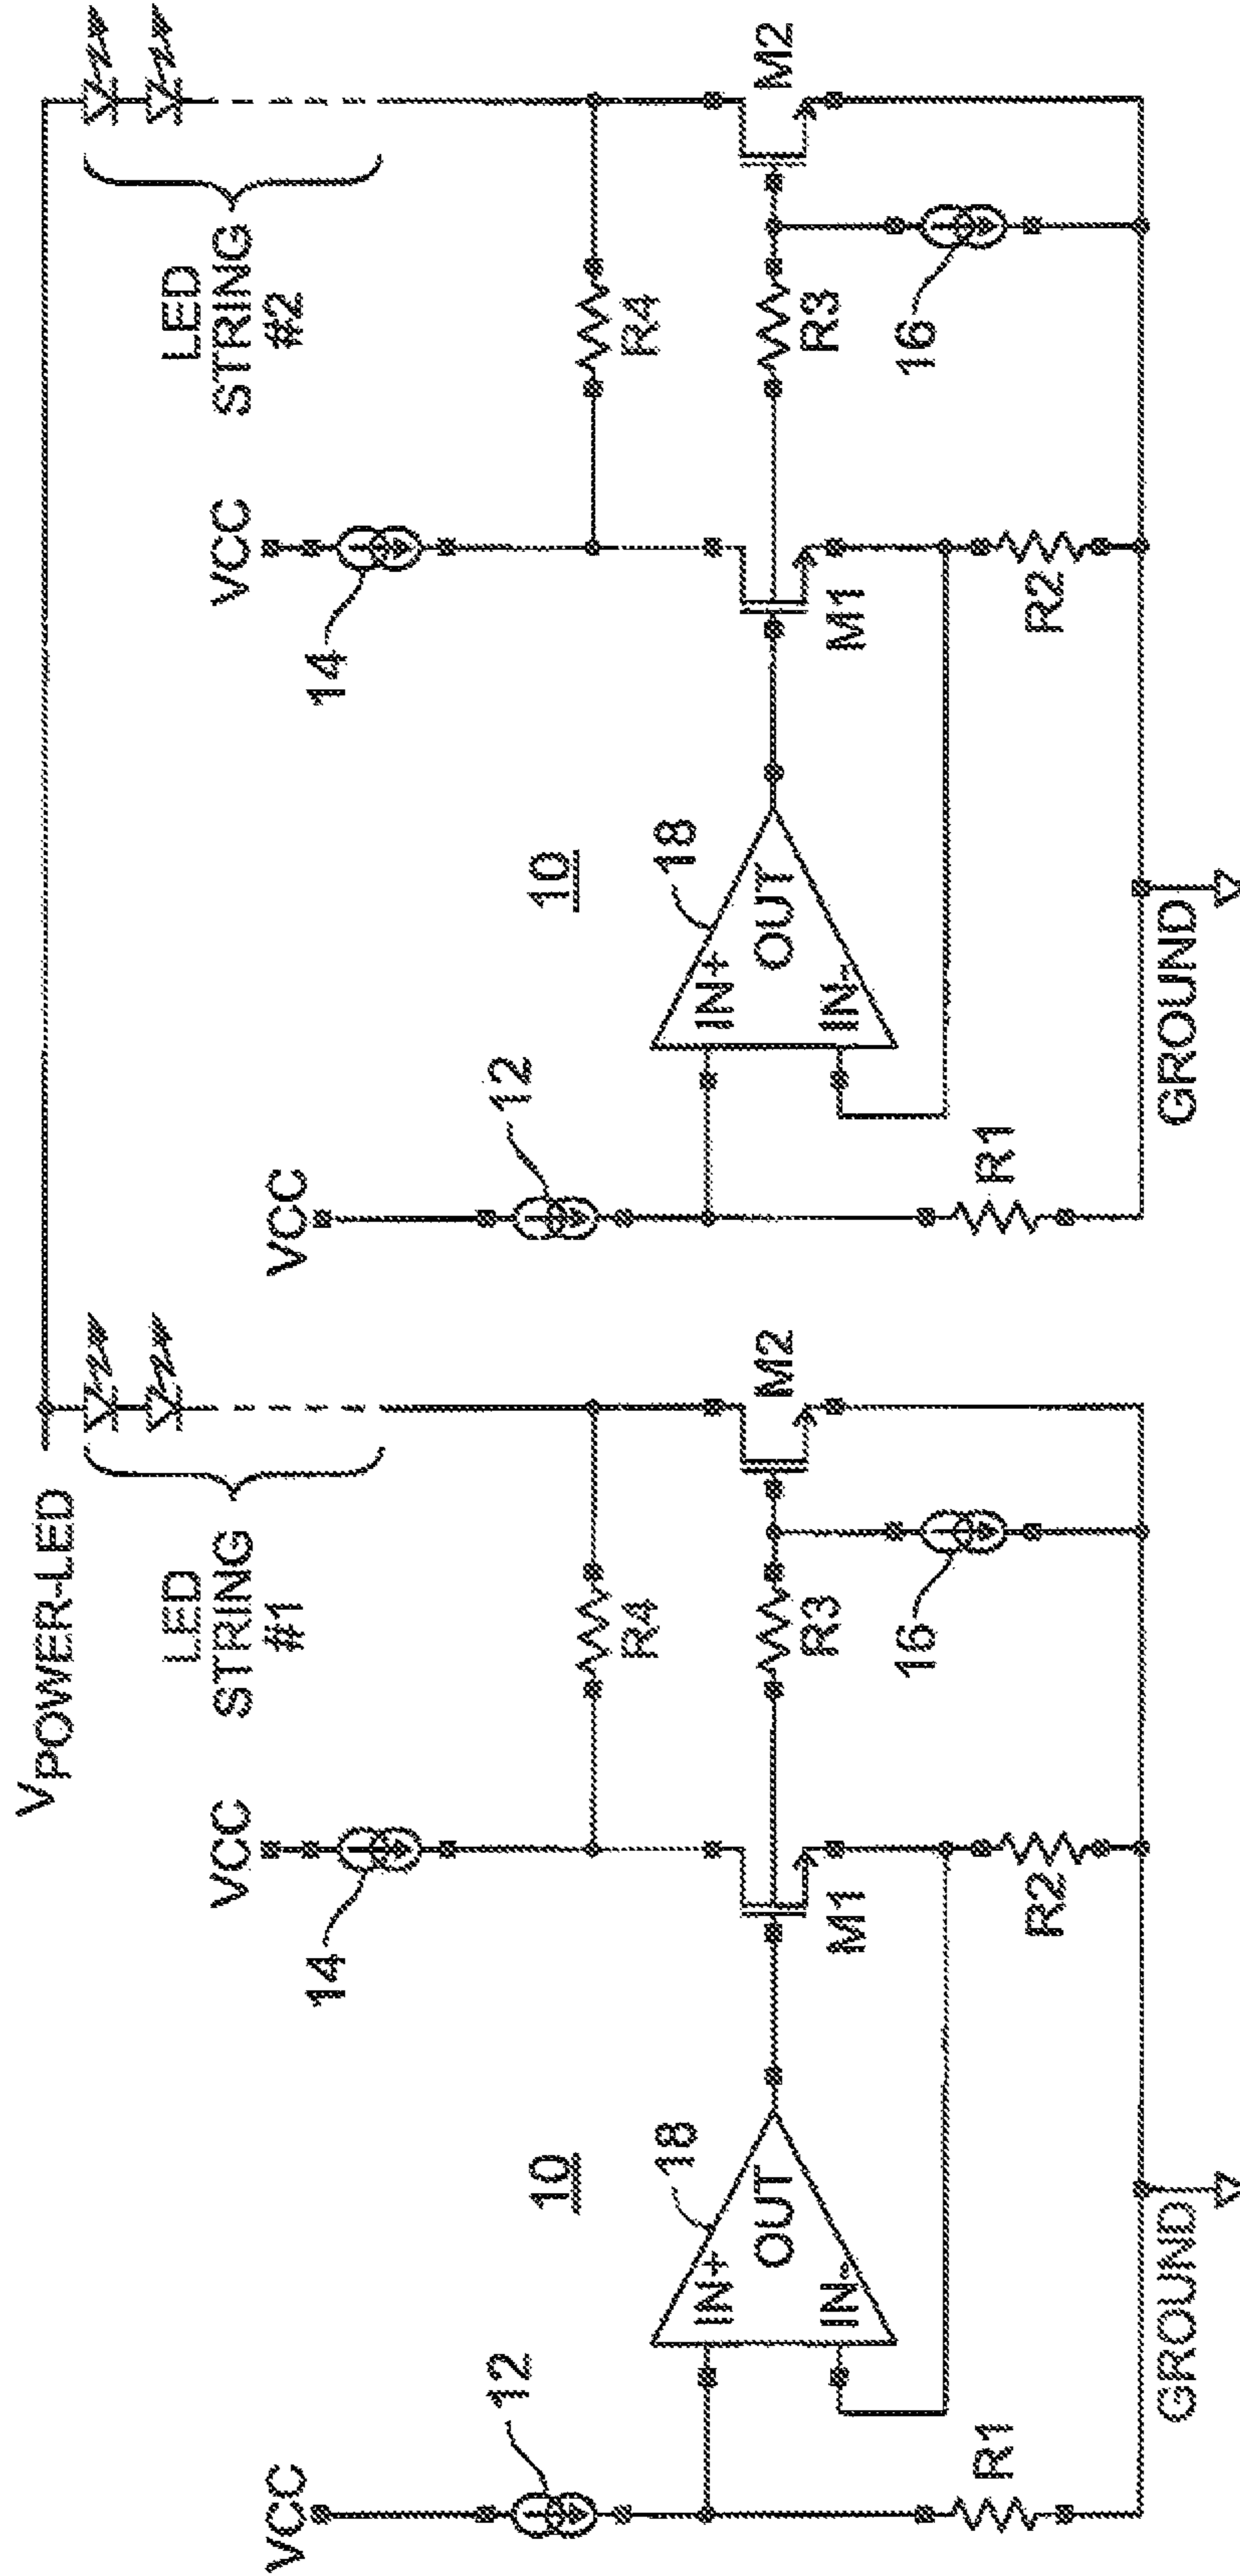 VPOWER-LED
LED
STRING
#1
LED
STRING
#2
VCC
12
VCC
14
10
18
IN+
OUT
IN-
R4
M1
R3
M2
16
R1
R2
GROUND
VCC
12
VCC
14
10
18
IN+
OUT
IN-
R4
M1
R3
M2
16
R1
R2
GROUND